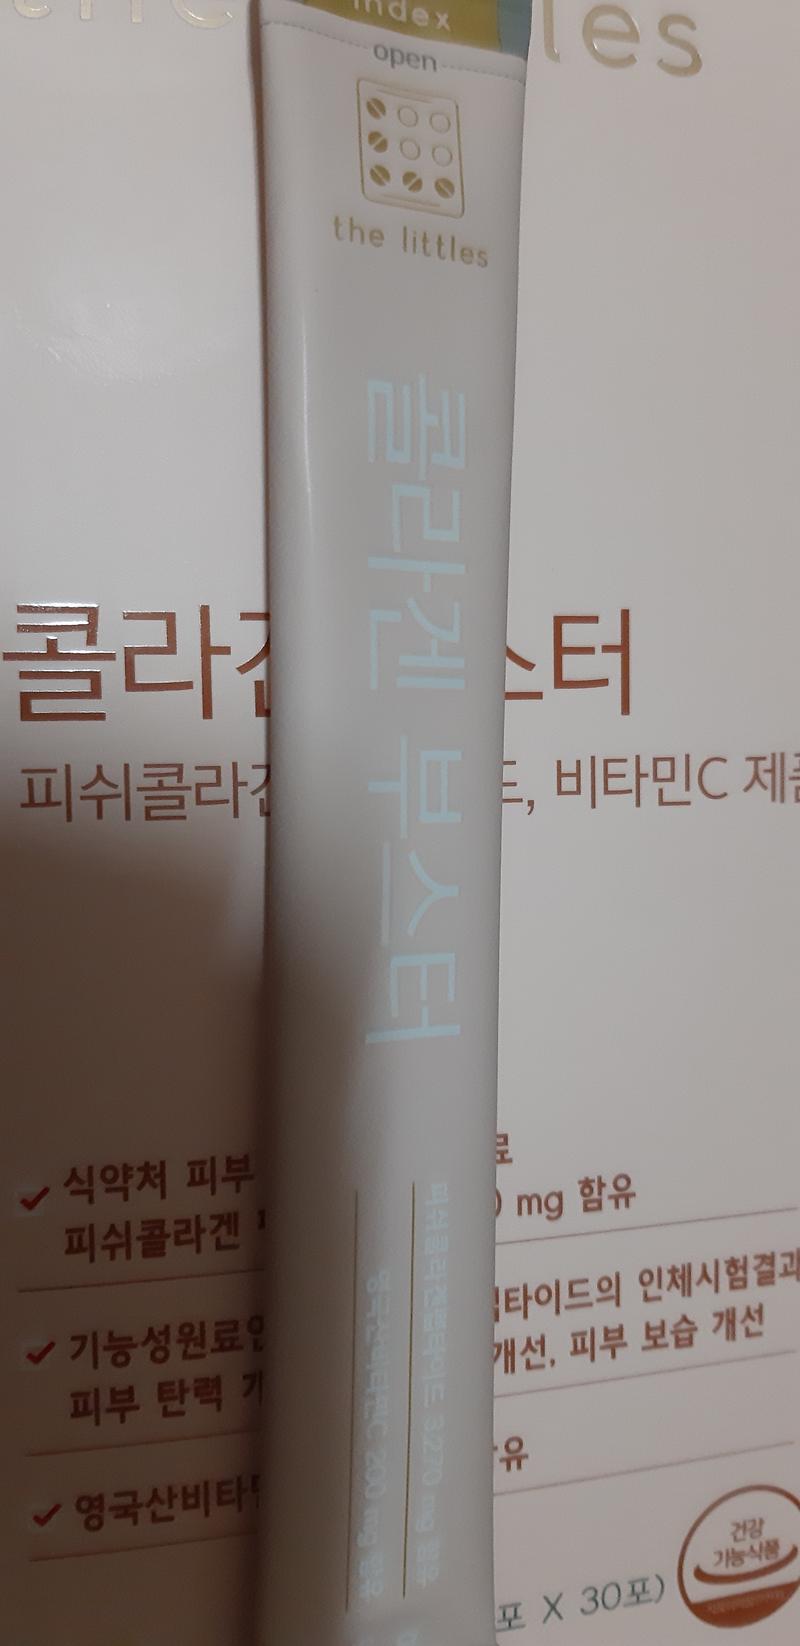 index
open
the littles
콜라겐 부스터
피쉬콜라겐펩타이드 3270 mg 함유
영국산비타민C 200 mg 함유
the les
콜라 스터
피쉬콜라 드, 비타민C
식약처 피부
mg 함유
피쉬콜라겐
기능성원료인 펩타이드의 인체시험결과
피부 탄력 개선, 피부 보습 개선
영국산비타민 함유
포 X 30포)
건강
기능식품